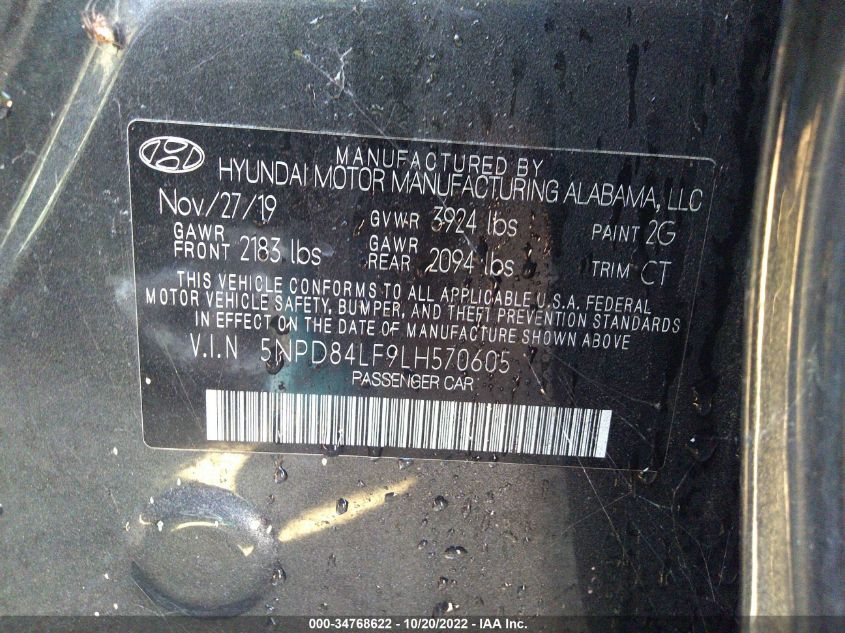 MANUFACTURED BY
HYUNDAI MOTOR MANUFACTURING ALABAMA, LLC
Nov/27/19 GVWR 3924 lbs PAINT 2G
GAWR FRONT 2183 lbs GAWR REAR 2094 lbs TRIM CT
THIS VEHICLE CONFORMS TO ALL APPLICABLE U.S.A. FEDERAL
MOTOR VEHICLE SAFETY, BUMPER, AND THEFT PREVENTION STANDARDS
IN EFFECT ON THE DATE OF MANUFACTURE SHOWN ABOVE
V.I.N 5NPD84LF9LH570605
PASSENGER CAR
000-34768622 - 10/20/2022 - IAA Inc.